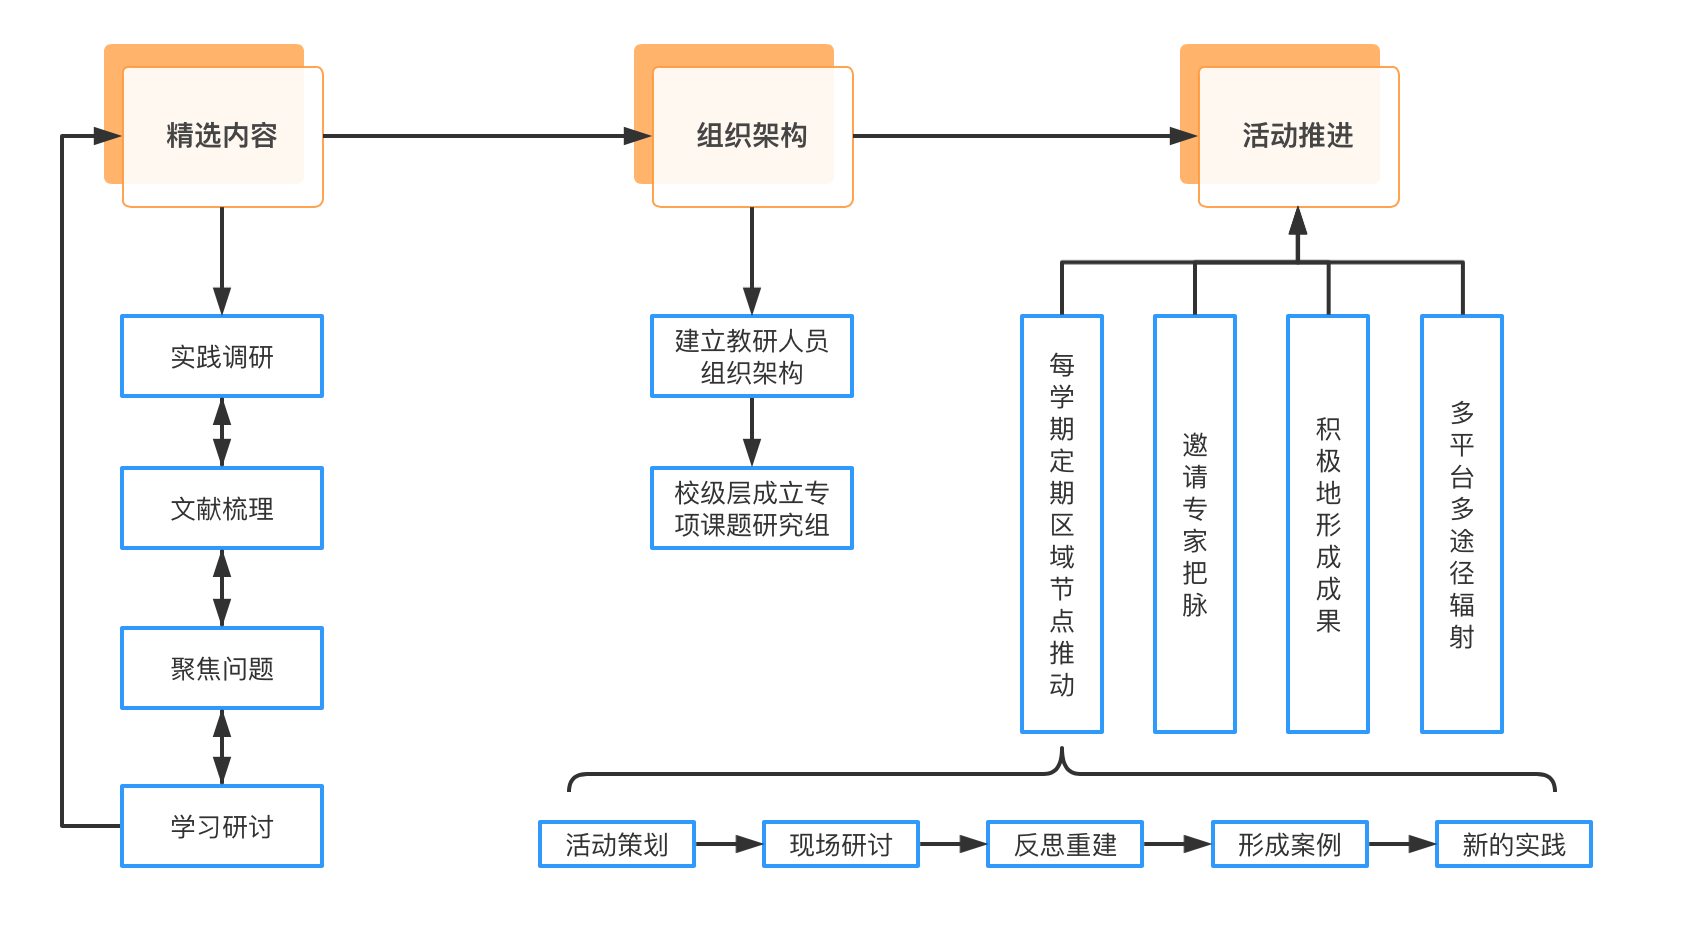 精选内容
组织架构
活动推进
实践调研
文献梳理
聚焦问题
学习研讨
建立教研人员
组织架构
校级层成立专
项课题研究组
每学期定期区域节点推动
邀请专家把脉
积极地形成成果
多平台多途径辐射
活动策划
现场研讨
反思重建
形成案例
新的实践